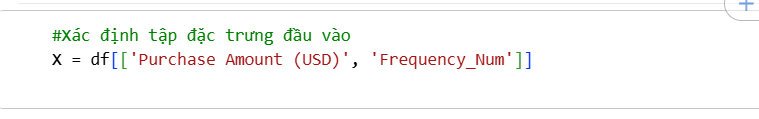 #Xác định tập đặc trưng đầu vào
X = df[['Purchase Amount (USD)', 'Frequency_Num']]